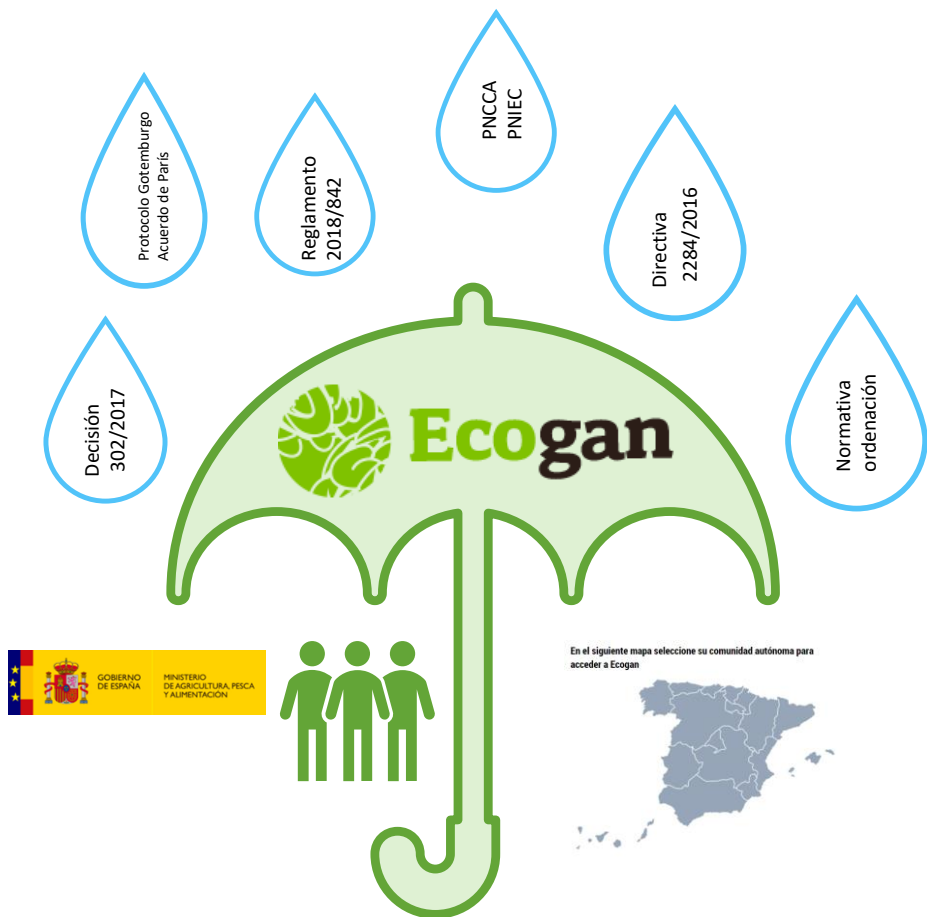 PNCCA
PNIEC
Protocolo Gotemburgo
Acuerdo de París
Reglamento
2018/842
Directiva
2284/2016
Decisión
302/2017
Normativa
ordenación
Ecogan
GOBIERNO
DE ESPAÑA
MINISTERIO
DE AGRICULTURA, PESCA
Y ALIMENTACIÓN
En el siguiente mapa seleccione su comunidad autónoma para
acceder a Ecogan